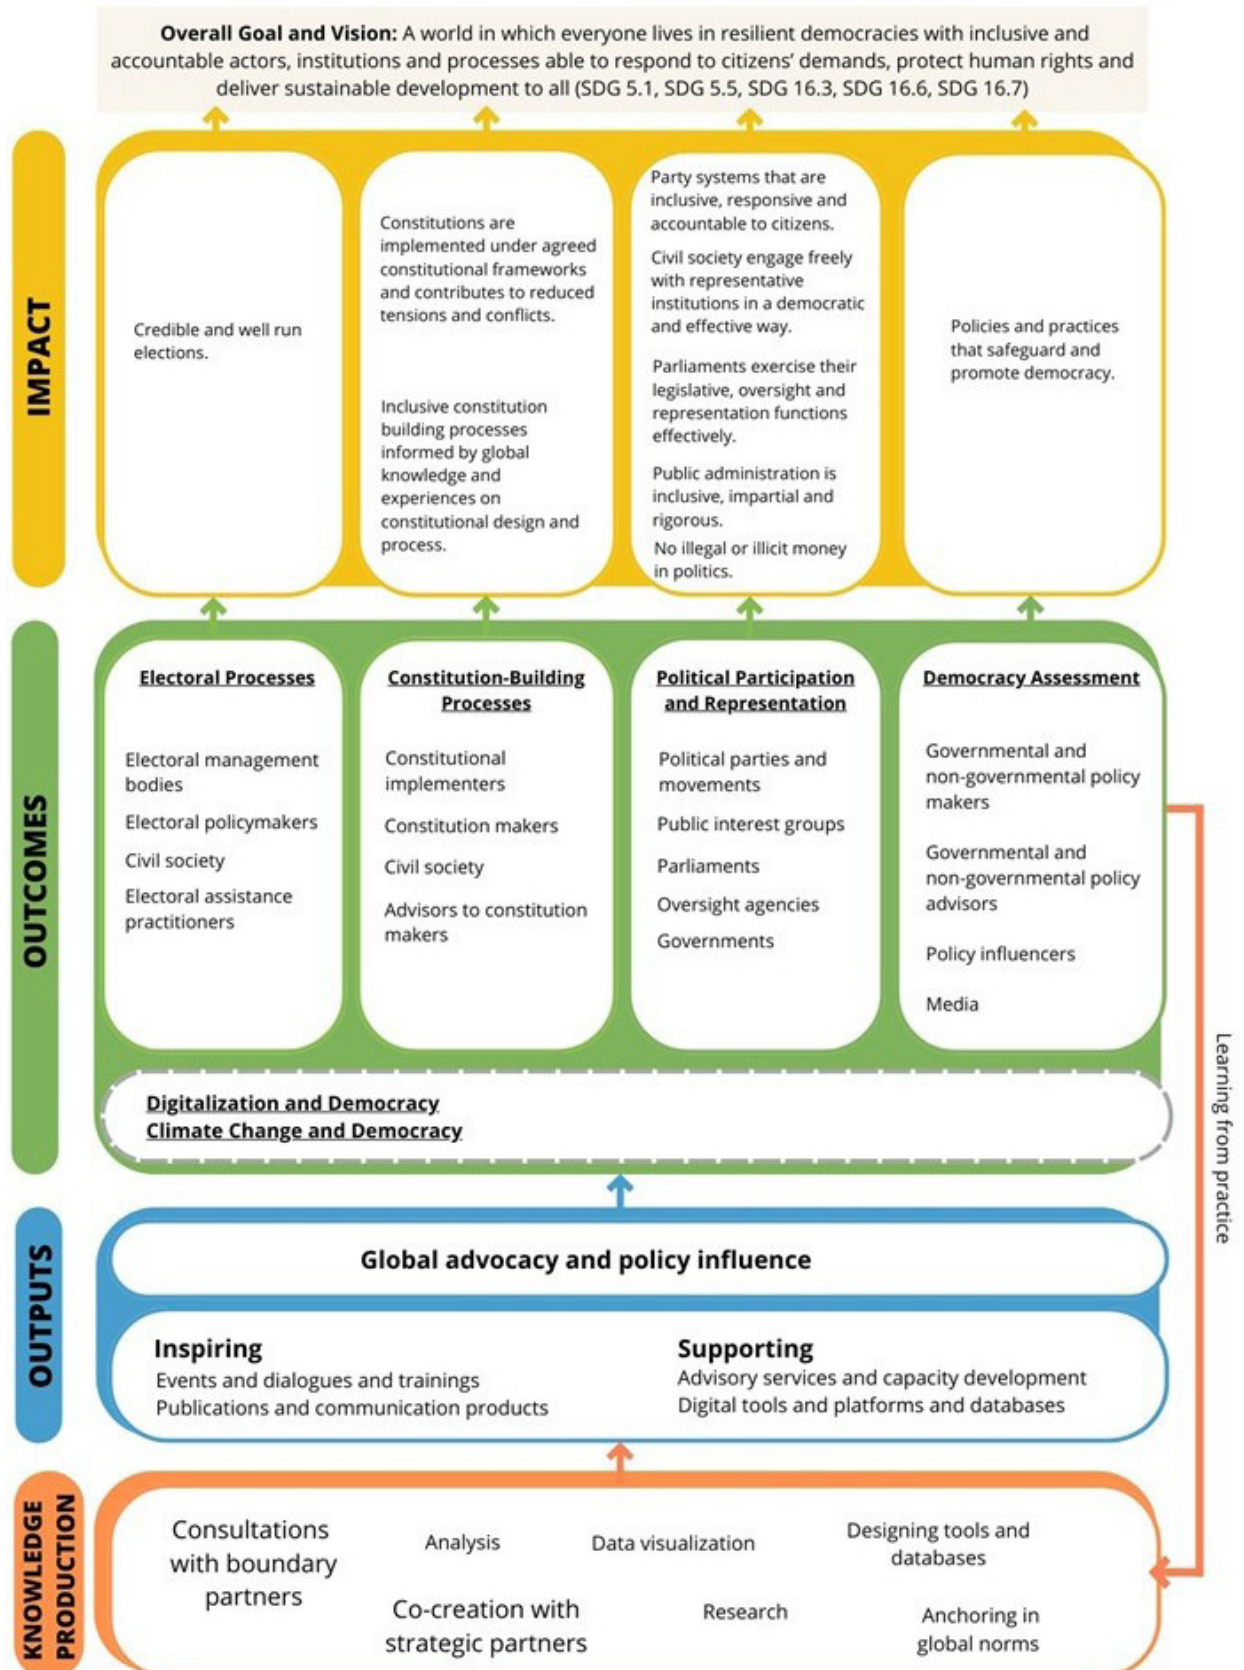 Overall Goal and Vision: A world in which everyone lives in resilient democracies with inclusive and
accountable actors, institutions and processes able to respond to citizens’ demands, protect human rights and
deliver sustainable development to all (SDG 5.1, SDG 5.5, SDG 16.3, SDG 16.6, SDG 16.7)
IMPACT
Credible and well run
elections.
Constitutions are
implemented under agreed
constitutional frameworks
and contributes to reduced
tensions and conflicts.
Inclusive constitution
building processes
informed by global
knowledge and
experiences on
constitutional design and
process.
Party systems that are
inclusive, responsive and
accountable to citizens.
Civil society engage freely
with representative
institutions in a democratic
and effective way.
Parliaments exercise their
legislative, oversight and
representation functions
effectively.
Public administration is
inclusive, impartial and
rigorous.
No illegal or illicit money
in politics.
Policies and practices
that safeguard and
promote democracy.
OUTCOMES
Electoral Processes
Electoral management
bodies
Electoral policymakers
Civil society
Electoral assistance
practitioners
Constitution-Building
Processes
Constitutional
implementers
Constitution makers
Civil society
Advisors to constitution
makers
Political Participation
and Representation
Political parties and
movements
Public interest groups
Parliaments
Oversight agencies
Governments
Democracy Assessment
Governmental and
non-governmental policy
makers
Governmental and
non-governmental policy
advisors
Policy influencers
Media
Digitalization and Democracy
Climate Change and Democracy
Learning from practice
OUTPUTS
Global advocacy and policy influence
Inspiring
Events and dialogues and trainings
Publications and communication products
Supporting
Advisory services and capacity development
Digital tools and platforms and databases
KNOWLEDGE
PRODUCTION
Consultations
with boundary
partners
Analysis
Data visualization
Designing tools and
databases
Co-creation with
strategic partners
Research
Anchoring in
global norms